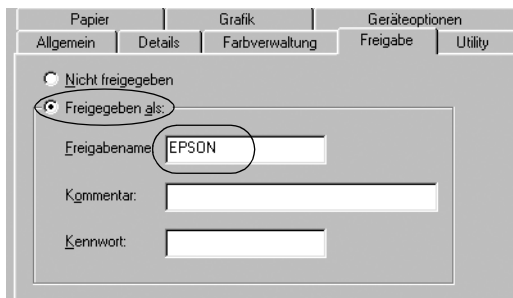 Papier Grafik Geräteoptionen
Allgemein Details Farbverwaltung Freigabe Utility
Nicht freigegeben
Freigegeben als:
Freigabename EPSON
Kommentar:
Kennwort: